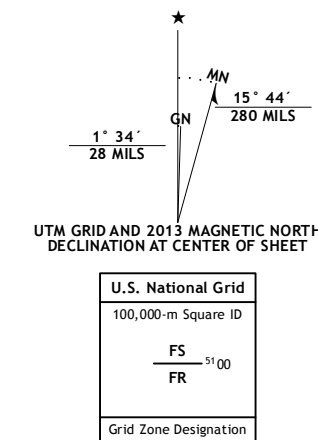 ★
MN
GN
15° 44´
280 MILS
1° 34´
28 MILS
UTM GRID AND 2013 MAGNETIC NORTH
DECLINATION AT CENTER OF SHEET
U.S. National Grid
100,000-m Square ID
FS
5100
FR
Grid Zone Designation